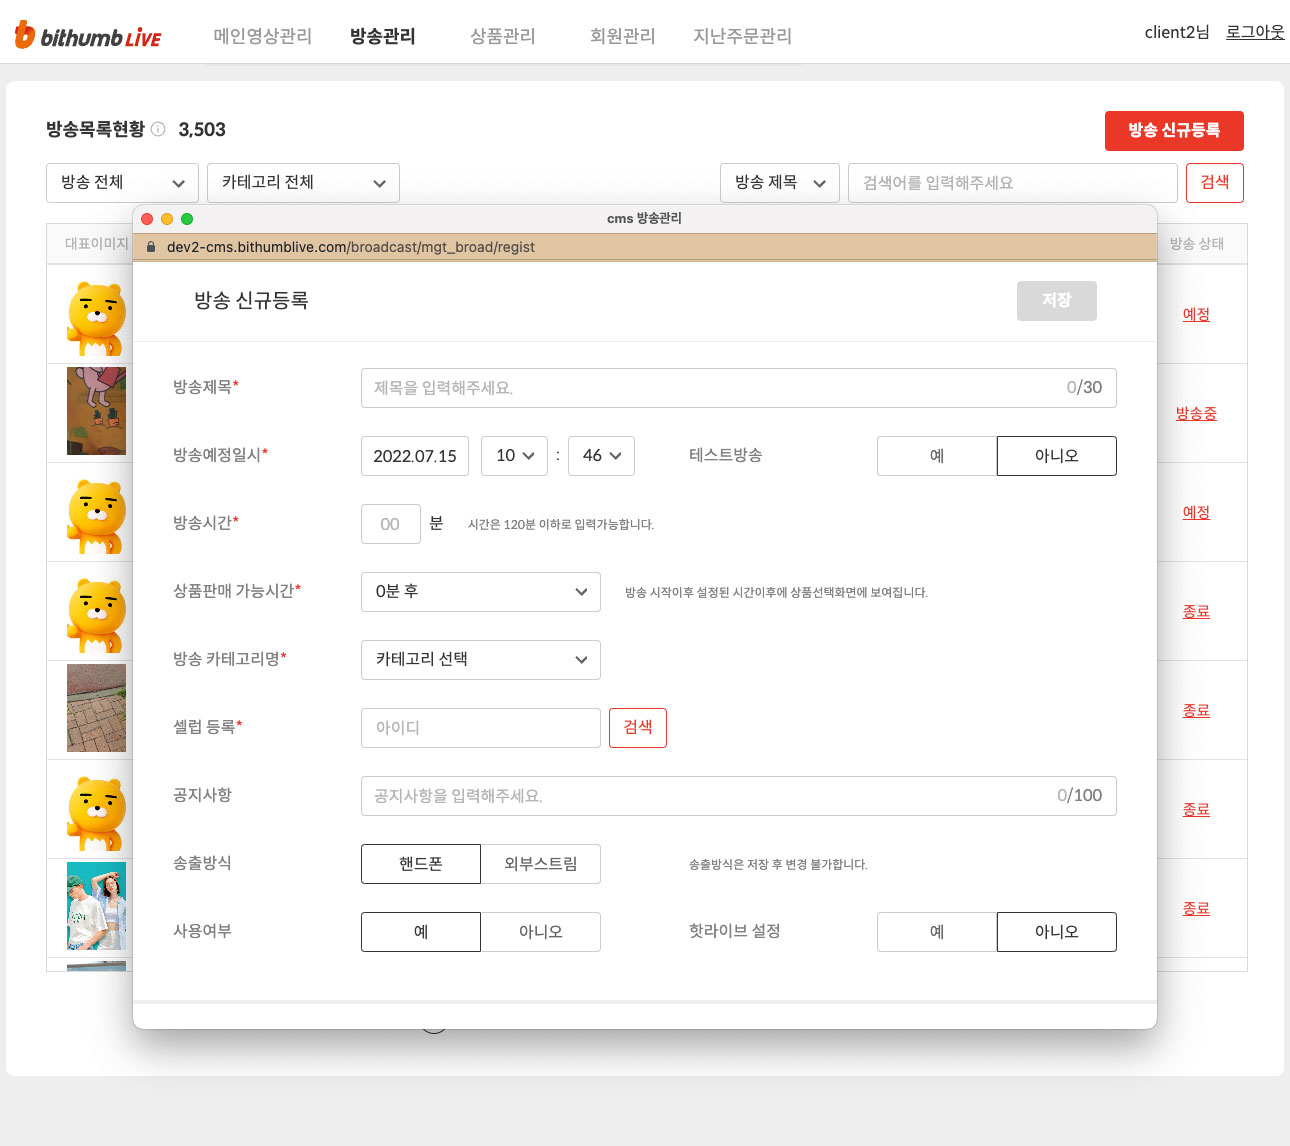 bithumb LIVE
메인영상관리 방송관리 상품관리 회원관리 지난주문관리
client2님 로그아웃
방송목록현황 3,503
방송 신규등록
방송 전체 카테고리 전체 방송 제목 검색어를 입력해주세요 검색
cms 방송관리
대표이미지 방송 상태
dev2-cms.bithumblive.com/broadcast/mgt_broad/regist
방송 신규등록 저장
예정
방송제목* 제목을 입력해주세요. 0/30
방송중
방송예정일시* 2022.07.15 10 : 46 테스트방송 예 아니오
예정
방송시간* 00 분 시간은 120분 이하로 입력가능합니다.
상품판매 가능시간* 0분 후 방송 시작이후 설정된 시간이후에 상품선택화면에 보여집니다.
종료
방송 카테고리명* 카테고리 선택
종료
셀럽 등록* 아이디 검색
공지사항 공지사항을 입력해주세요. 0/100
종료
송출방식 핸드폰 외부스트림 송출방식은 저장 후 변경 불가합니다.
종료
사용여부 예 아니오 핫라이브 설정 예 아니오